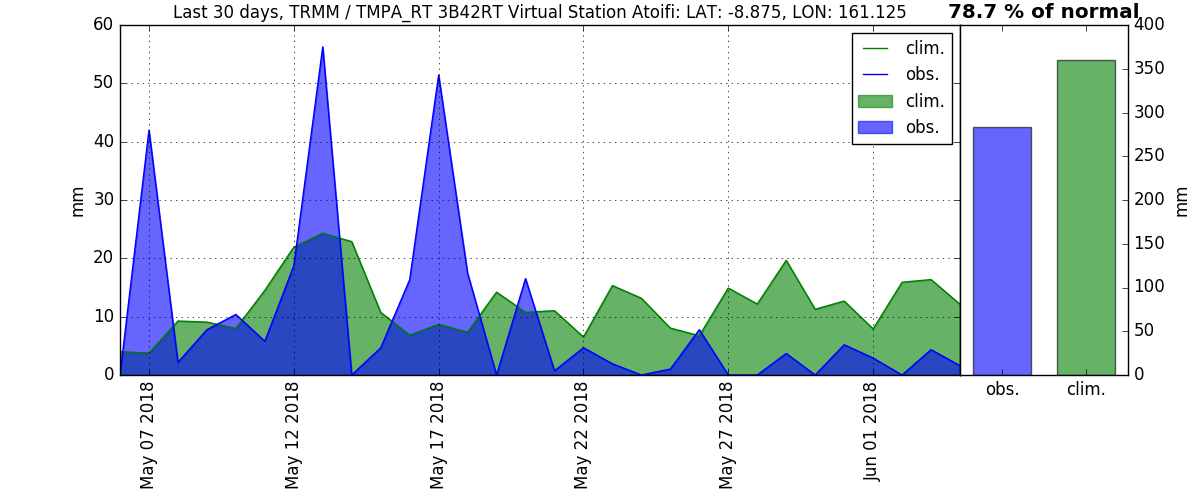 Last 30 days, TRMM / TMPA_RT 3B42RT Virtual Station Atoifi: LAT: -8.875, LON: 161.125
78.7 % of normal
60
50
40
30
20
10
0
mm
clim.
obs.
clim.
obs.
May 07 2018
May 12 2018
May 17 2018
May 22 2018
May 27 2018
Jun 01 2018
400
350
300
250
200
150
100
50
0
mm
obs.
clim.